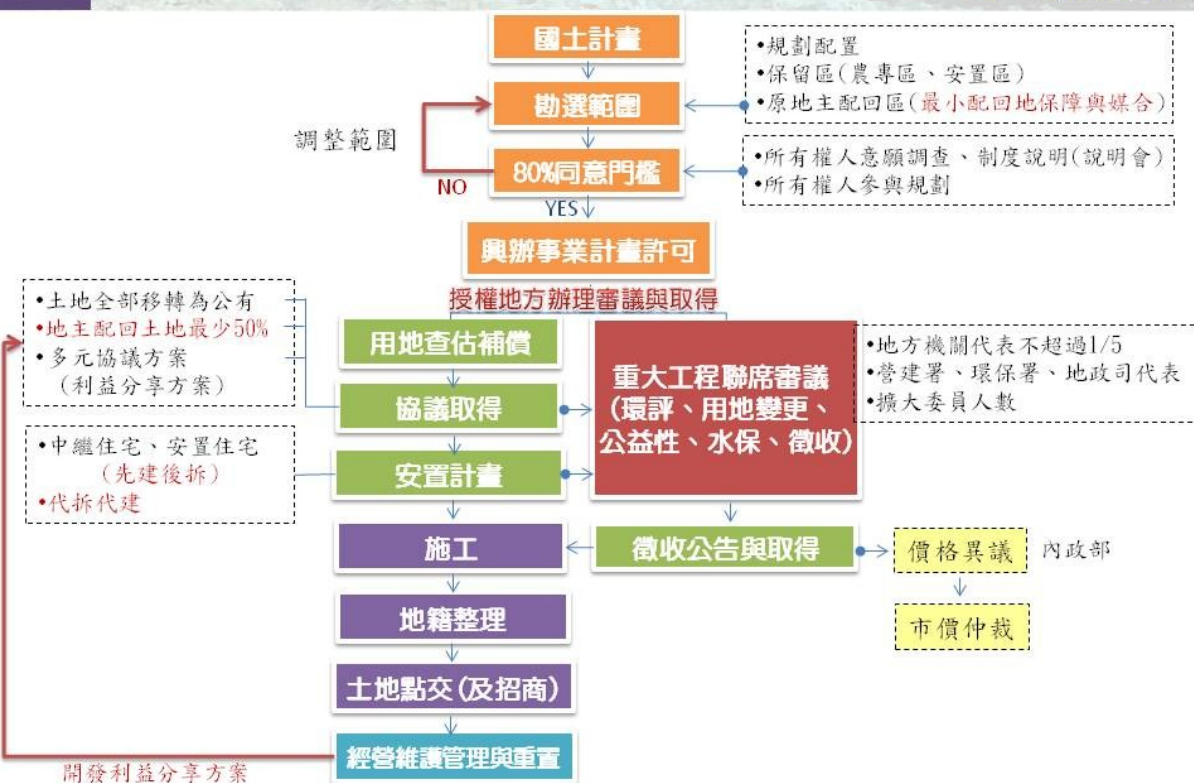 國土計畫
•規劃配置
•保留區(農專區、安置區)
•原地主配回區(最小配回地保障與媒合)
勘選範圍
調整範圍
80%同意門檻
•所有權人意願調查、制度說明(說明會)
•所有權人參與規劃
NO
YES
興辦事業計畫許可
授權地方辦理審議與取得
•土地全部移轉為公有
•地主配回土地最少50%
•多元協議方案
(利益分享方案)
用地查估補償
協議取得
重大工程聯席審議
(環評、用地變更、
公益性、水保、徵收)
•地方機關代表不超過1/5
•營建署、環保署、地政司代表
•擴大委員人數
•中繼住宅、安置住宅
(先建後拆)
•代拆代建
安置計畫
施工
徵收公告與取得
價格異議
內政部
地籍整理
市價仲裁
土地點交(及招商)
經營維護管理與重置
開發利益分享方案